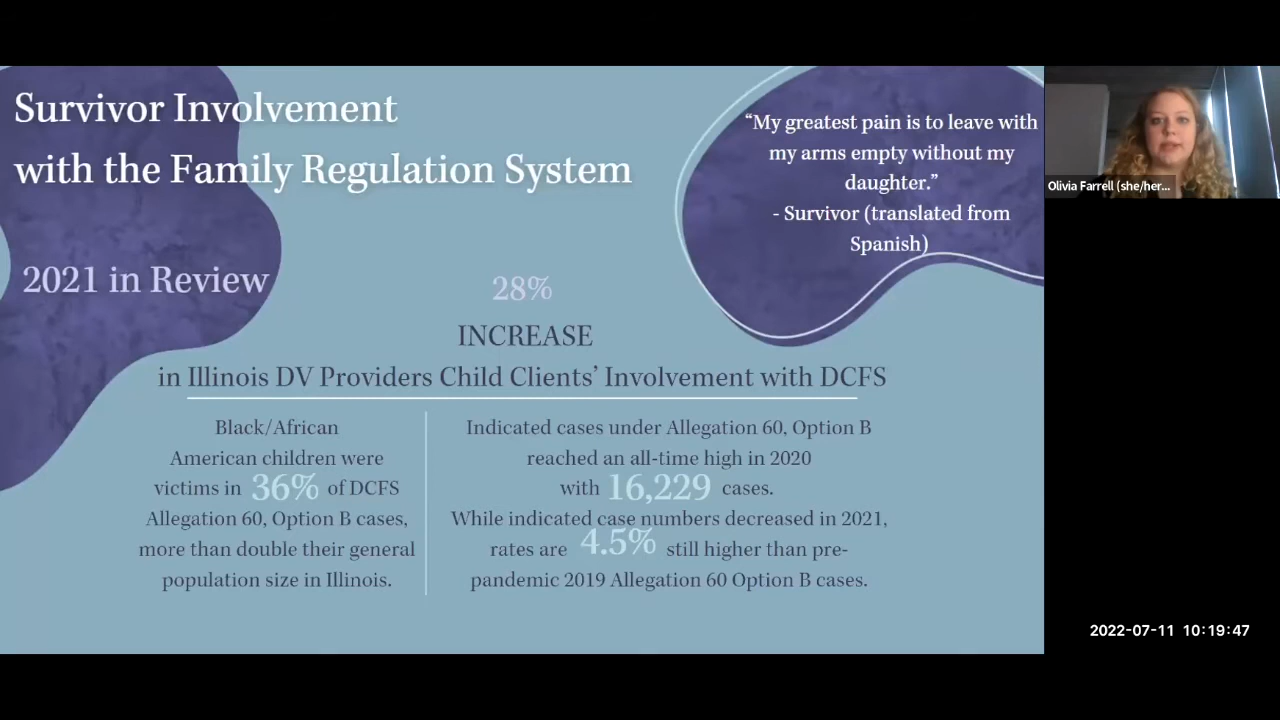 Survivor Involvement
with the Family Regulation System
2021 in Review
“My greatest pain is to leave with
my arms empty without my
daughter.”
- Survivor (translated from
Spanish)
28%
INCREASE
in Illinois DV Providers Child Clients’ Involvement with DCFS
Black/African
American children were
victims in 36% of DCFS
Allegation 60, Option B cases,
more than double their general
population size in Illinois.
Indicated cases under Allegation 60, Option B
reached an all-time high in 2020
with 16,229 cases.
While indicated case numbers decreased in 2021,
rates are 4.5% still higher than pre-
pandemic 2019 Allegation 60 Option B cases.
Olivia Farrell (she/her...
2022-07-11 10:19:47